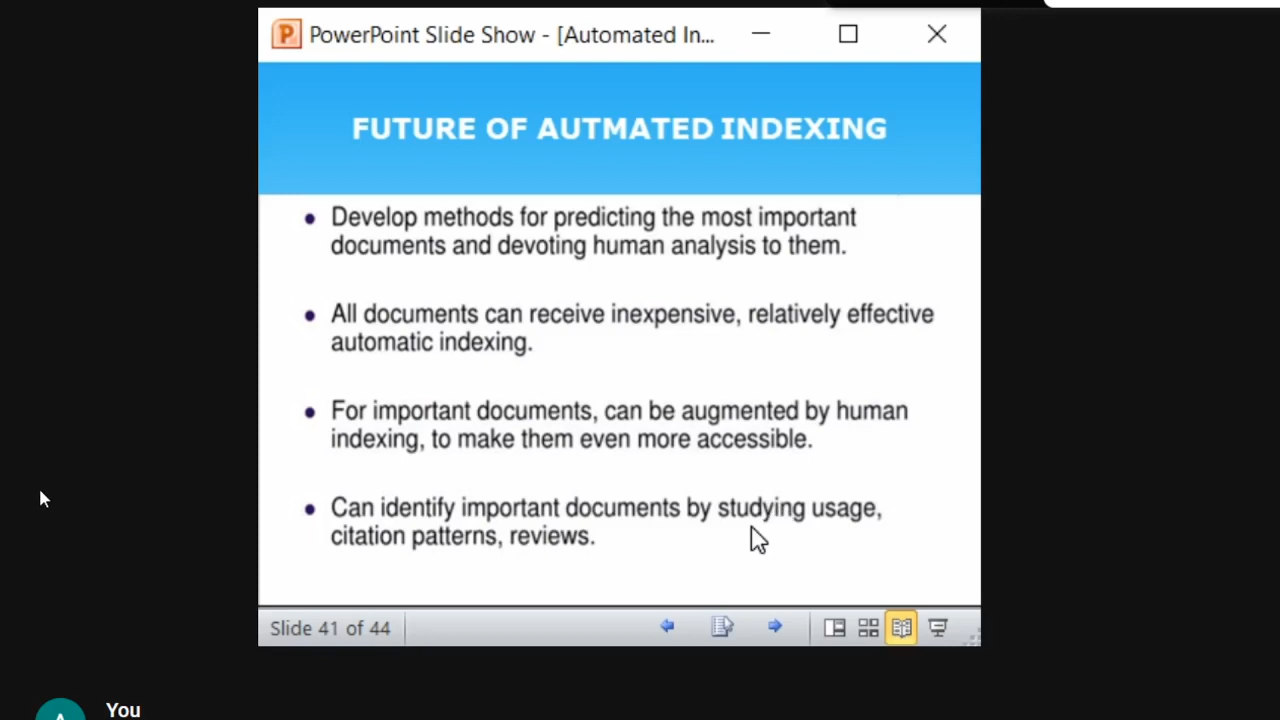 PowerPoint Slide Show - [Automated In...
FUTURE OF AUTMATED INDEXING
• Develop methods for predicting the most important
documents and devoting human analysis to them.
• All documents can receive inexpensive, relatively effective
automatic indexing.
• For important documents, can be augmented by human
indexing, to make them even more accessible.
• Can identify important documents by studying usage,
citation patterns, reviews.
Slide 41 of 44
You